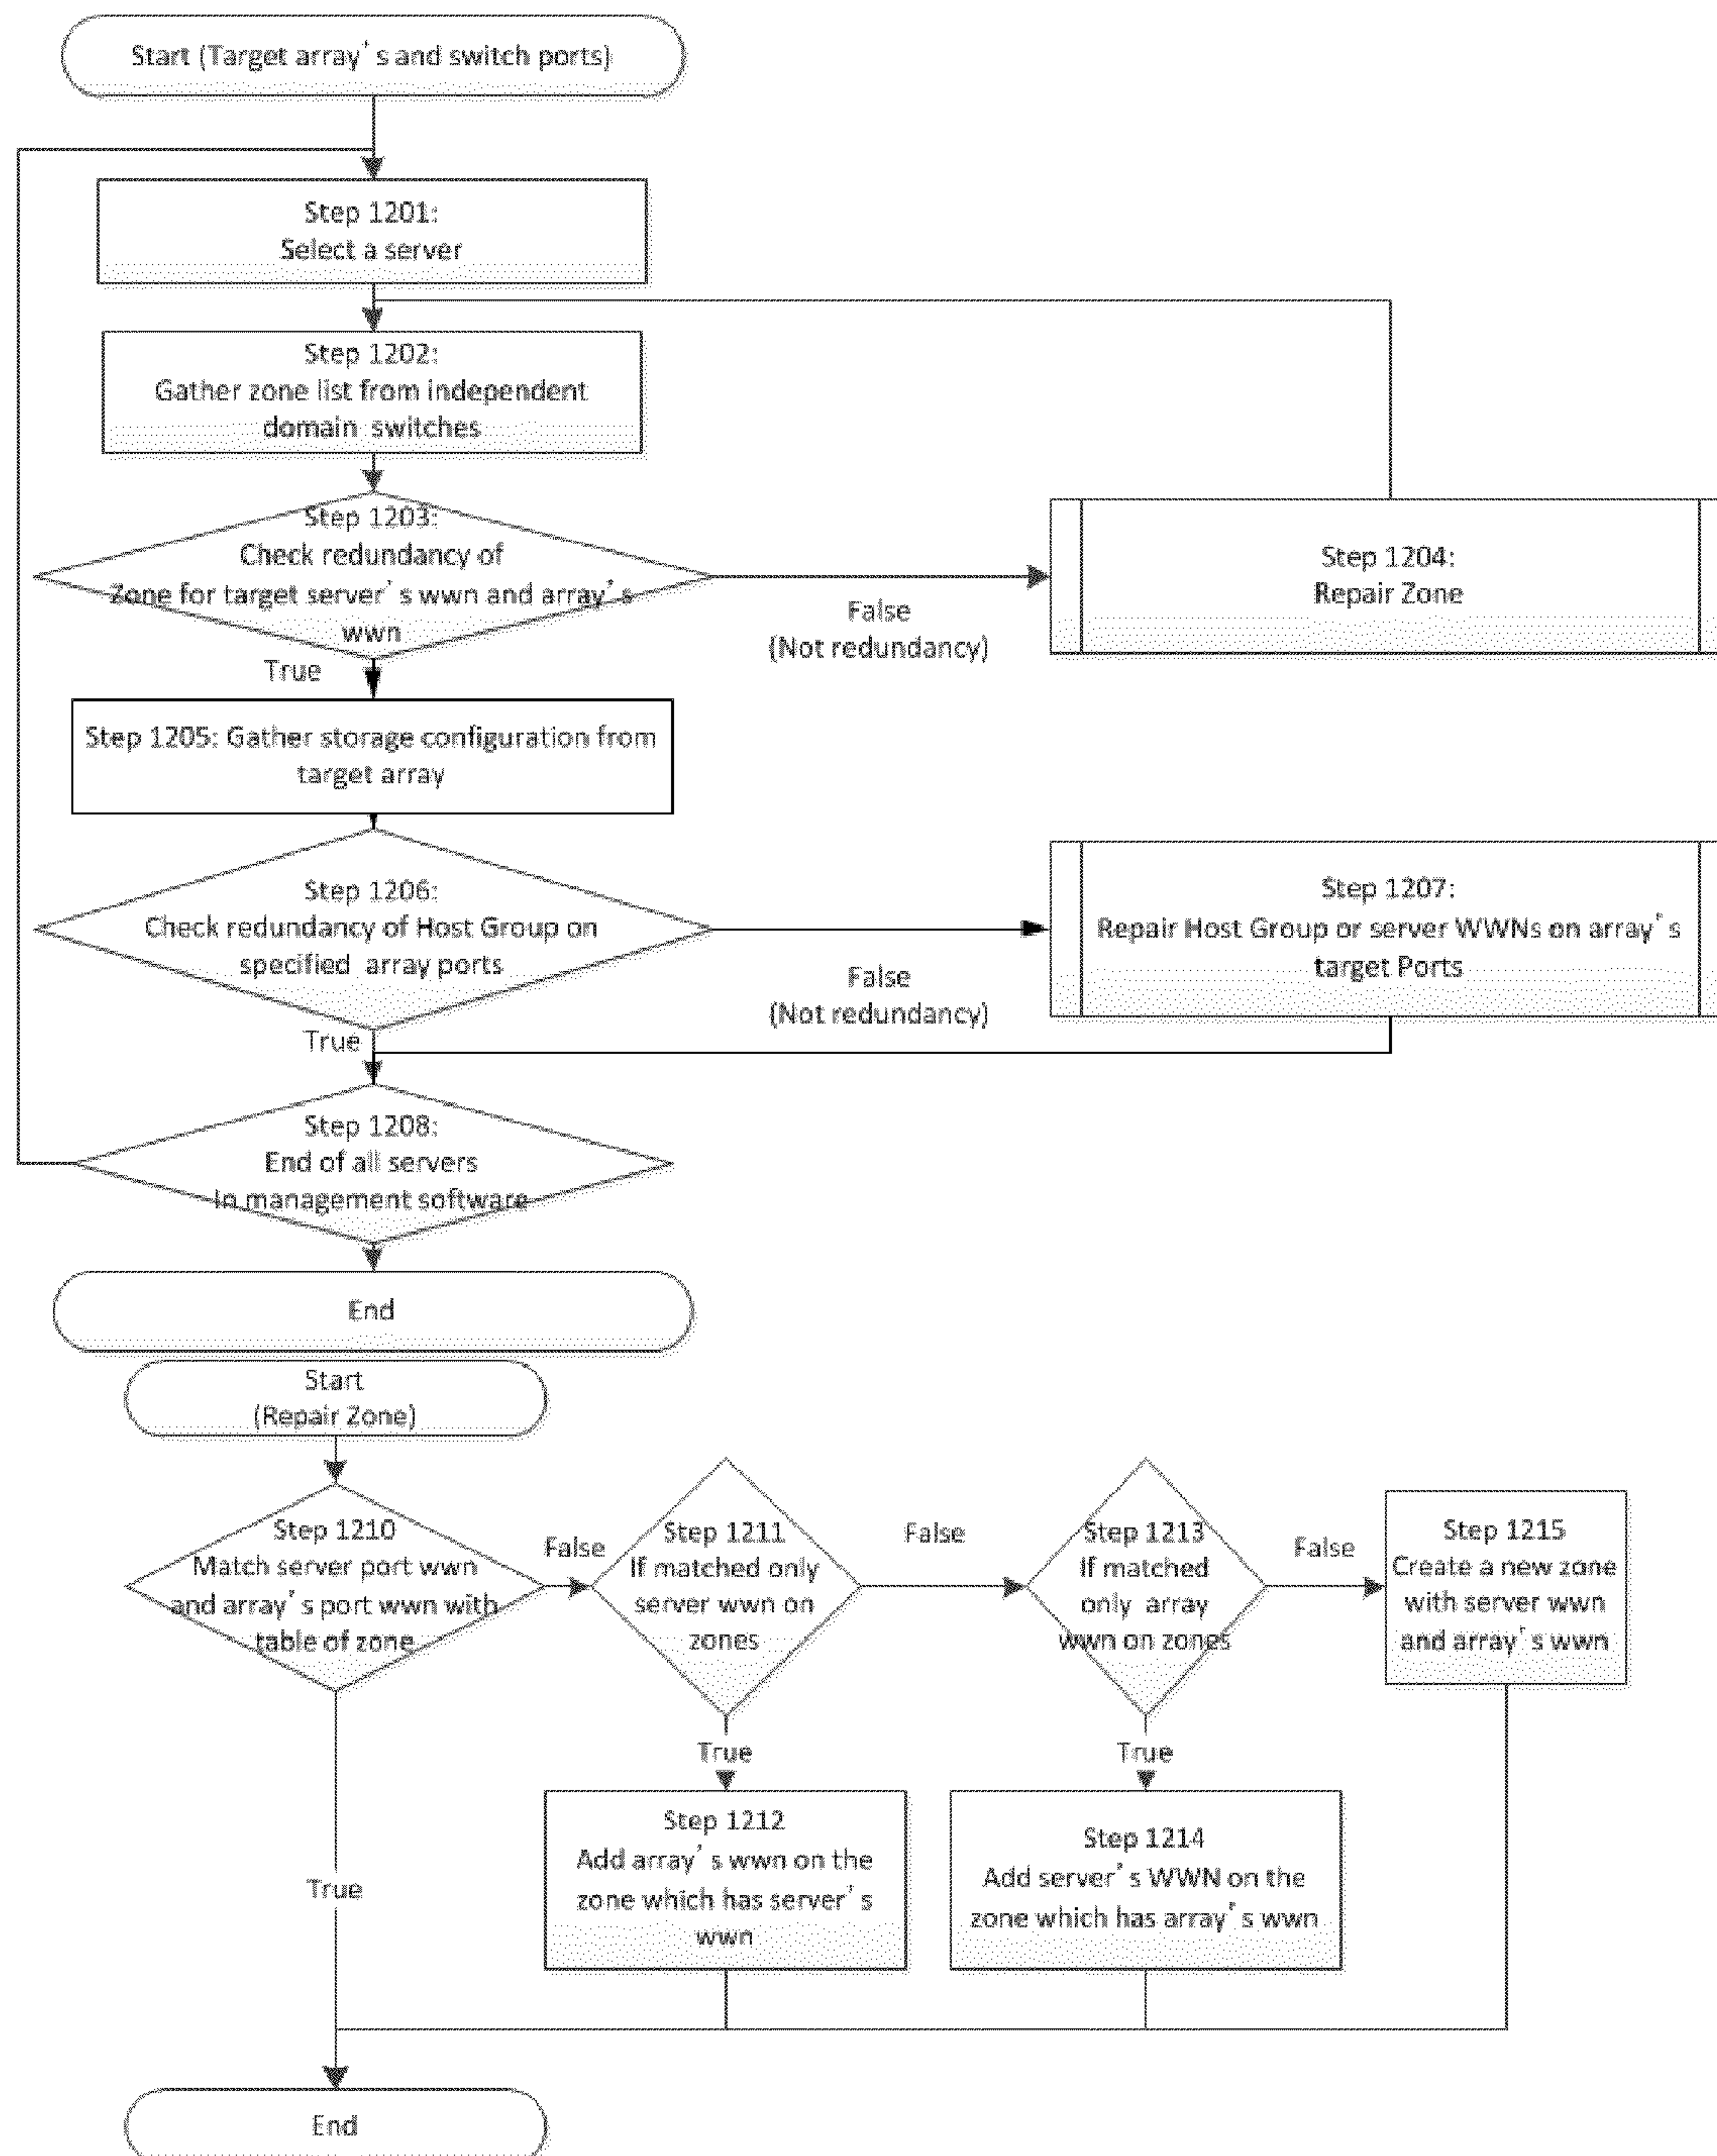 Start (Target array's and switch ports)
Step 1201:
Select a server
Step 1202:
Gather zone list from independent
domain switches
Step 1203:
Check redundancy of
Zone for target server's wwn and array's
wwn
False
(Not redundancy)
Step 1204:
Repair Zone
True
Step 1205: Gather storage configuration from
target array
Step 1206:
Check redundancy of Host Group on
specified array ports
False
(Not redundancy)
Step 1207:
Repair Host Group or server WWNs on array's
target Ports
True
Step 1208:
End of all servers
In management software
End
Start
(Repair Zone)
Step 1210
Match server port wwn
and array's port wwn with
table of zone
False
Step 1211
If matched only
server wwn on
zones
False
Step 1213
If matched
only array
wwn on zones
False
Step 1215
Create a new zone
with server wwn
and array's wwn
True
True
True
Step 1212
Add array's wwn on the
zone which has server's
wwn
Step 1214
Add server's WWN on the
zone which has array's wwn
End